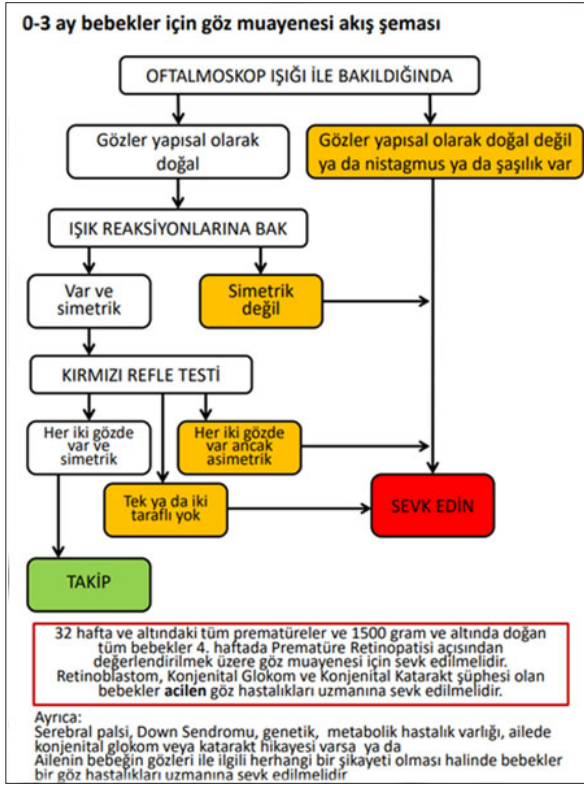 0-3 ay bebekler için göz muayenesi akış şeması
OFTALMOSKOP IŞIĞI İLE BAKILDIĞINDA
Gözler yapısal olarak
doğal
Gözler yapısal olarak doğal değil
ya da nistagmus ya da şaşılık var
IŞIK REAKSİYONLARINA BAK
Var ve
simetrik
Simetrik
değil
KIRMIZI REFLE TESTİ
Her iki gözde
var ve
simetrik
Her iki gözde
var ancak
asimetrik
Tek ya da iki
taraflı yok
SEVK EDİN
TAKİP
32 hafta ve altındaki tüm prematüreler ve 1500 gram ve altında doğan
tüm bebekler 4. haftada Prematüre Retinopatisi açısından
değerlendirilmek üzere göz muayenesi için sevk edilmelidir.
Retinoblastom, Konjenital Glokom ve Konjenital Katarakt şüphesi olan
bebekler acilen göz hastalıkları uzmanına sevk edilmelidir.
Ayrıca:
Serebral palsi, Down Sendromu, genetik, metabolik hastalık varlığı, ailede
konjenital glokom veya katarakt hikayesi varsa ya da
Ailenin bebeğin gözleri ile ilgili herhangi bir şikayeti olması halinde bebekler
bir göz hastalıkları uzmanına sevk edilmelidir